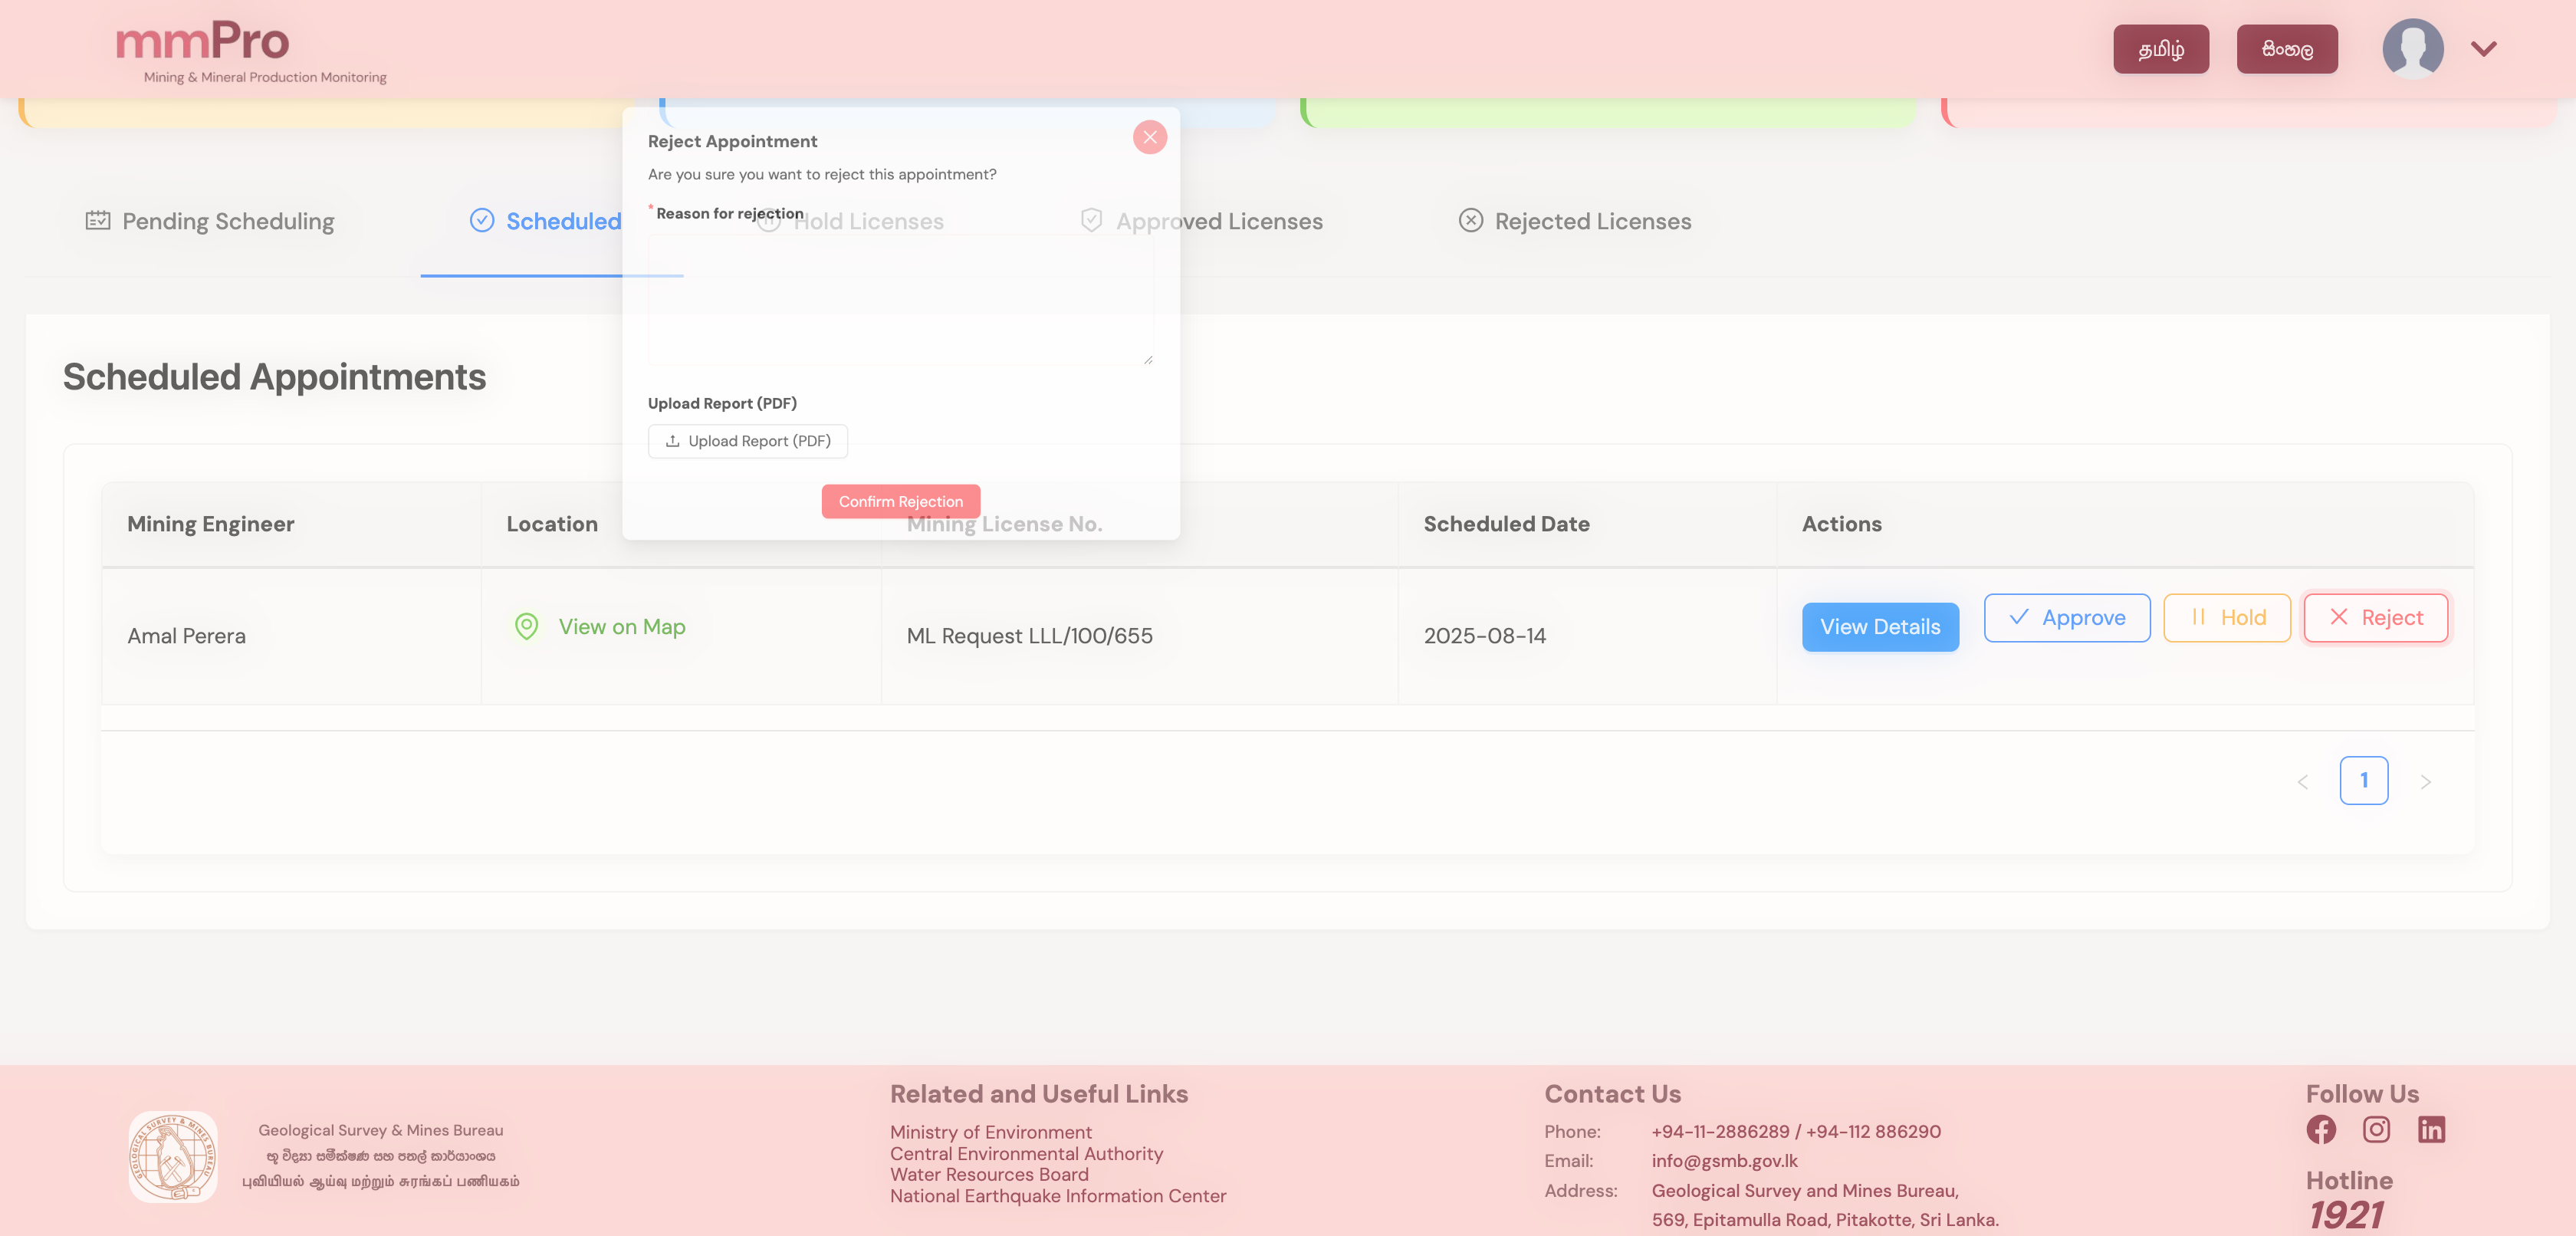 mmPro
Mining & Mineral Production Monitoring
தமிழ்
සිංහල
Reject Appointment
Are you sure you want to reject this appointment?
* Reason for rejection
Pending Scheduling
Scheduled
Hold Licenses
Approved Licenses
Rejected Licenses
Scheduled Appointments
Upload Report (PDF)
Upload Report (PDF)
Confirm Rejection
Mining Engineer
Location
Mining License No.
Scheduled Date
Actions
Amal Perera
View on Map
ML Request LLL/100/655
2025-08-14
View Details
Approve
Hold
Reject
1
GEOLOGICAL SURVEY & MINES BUREAU
Geological Survey & Mines Bureau
භූ විද්‍යා සමීක්ෂණ සහ පතල් කාර්යාංශය
புவியியல் ஆய்வு மற்றும் சுரங்கப் பணியகம்
Related and Useful Links
Ministry of Environment
Central Environmental Authority
Water Resources Board
National Earthquake Information Center
Contact Us
Phone: +94-11-2886289 / +94-112 886290
Email: info@gsmb.gov.lk
Address: Geological Survey and Mines Bureau,
569, Epitamulla Road, Pitakotte, Sri Lanka.
Follow Us
Hotline
1921